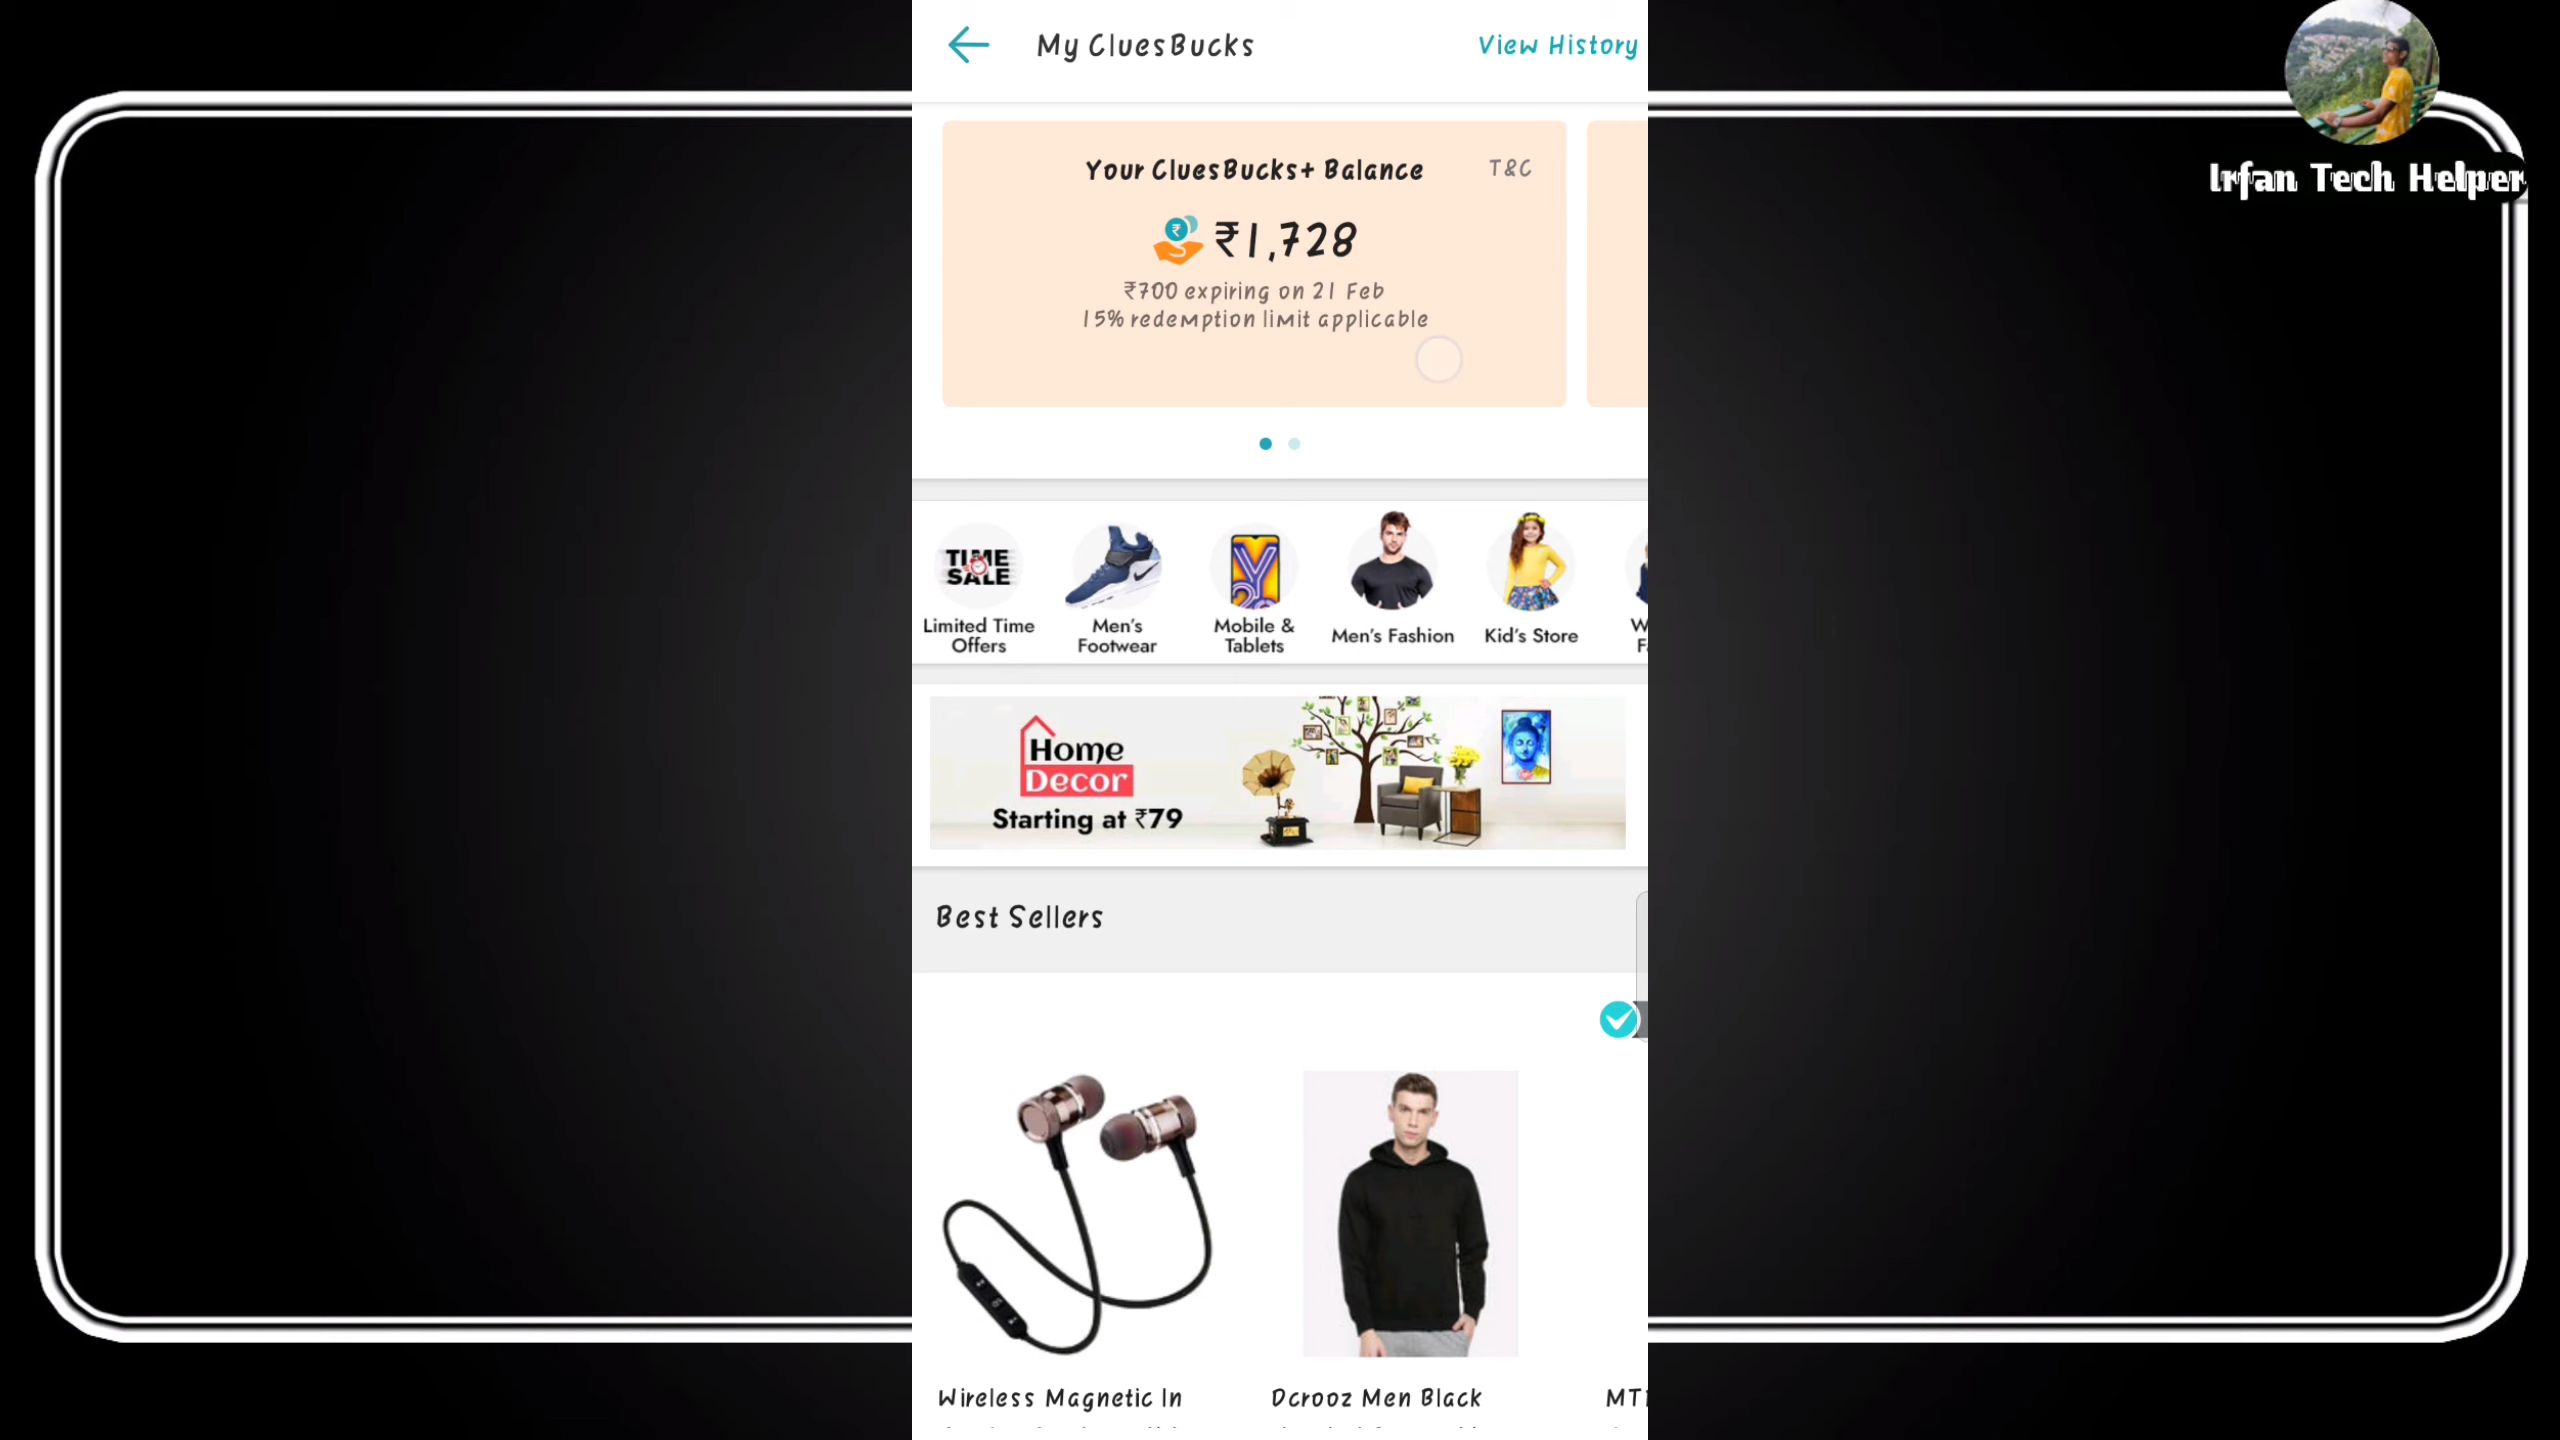 My CluesBucks
View History
Irfan Tech Helper
Your CluesBucks+ Balance
T&C
₹1,728
₹700 expiring on 21 Feb
15% redemption limit applicable
TIME
SALE
Limited Time
Offers
Men's
Footwear
Mobile &
Tablets
Men's Fashion
Kid's Store
Home
Decor
Starting at ₹79
Best Sellers
Wireless Magnetic In
Dcrooz Men Black